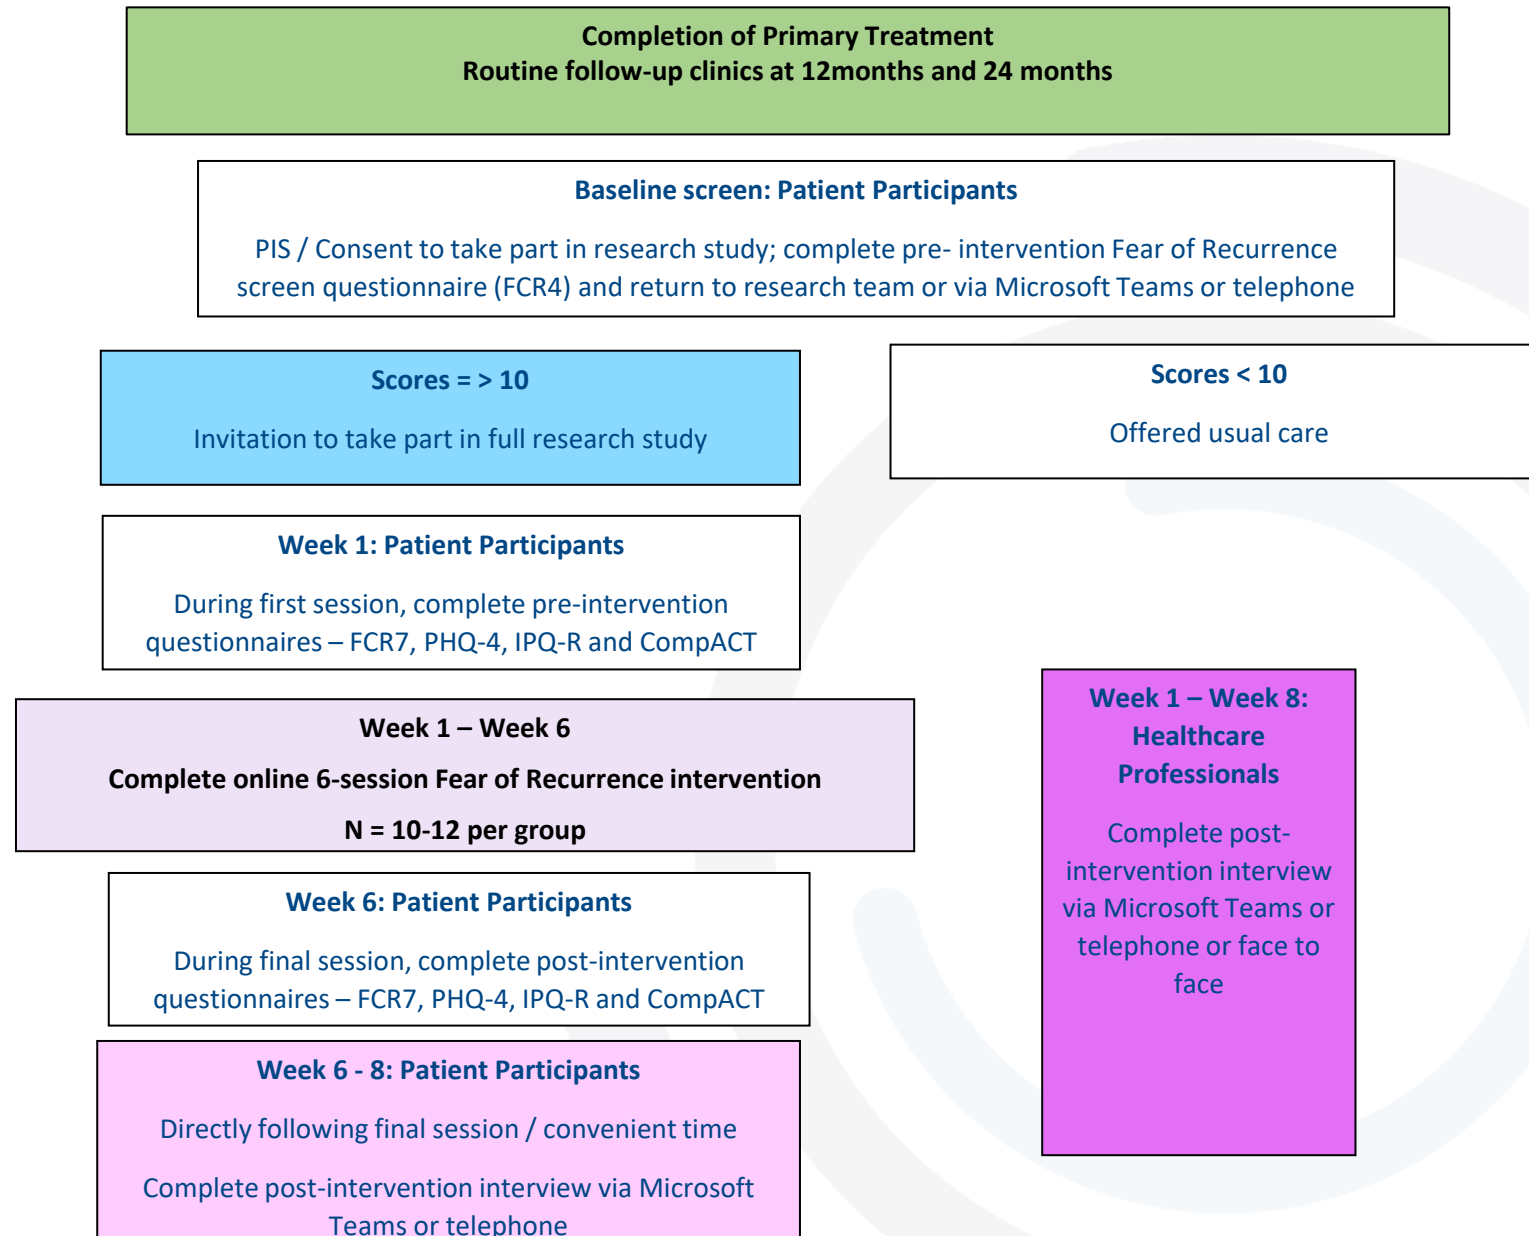 Completion of Primary Treatment
Routine follow-up clinics at 12months and 24 months
Baseline screen: Patient Participants
PIS / Consent to take part in research study; complete pre- intervention Fear of Recurrence
screen questionnaire (FCR4) and return to research team or via Microsoft Teams or telephone
Scores = > 10
Invitation to take part in full research study
Scores < 10
Offered usual care
Week 1: Patient Participants
During first session, complete pre-intervention
questionnaires – FCR7, PHQ-4, IPQ-R and CompACT
Week 1 – Week 6
Complete online 6-session Fear of Recurrence intervention
N = 10-12 per group
Week 1 – Week 8:
Healthcare
Professionals
Complete post-
intervention interview
via Microsoft Teams or
telephone or face to
face
Week 6: Patient Participants
During final session, complete post-intervention
questionnaires – FCR7, PHQ-4, IPQ-R and CompACT
Week 6 - 8: Patient Participants
Directly following final session / convenient time
Complete post-intervention interview via Microsoft
Teams or telephone